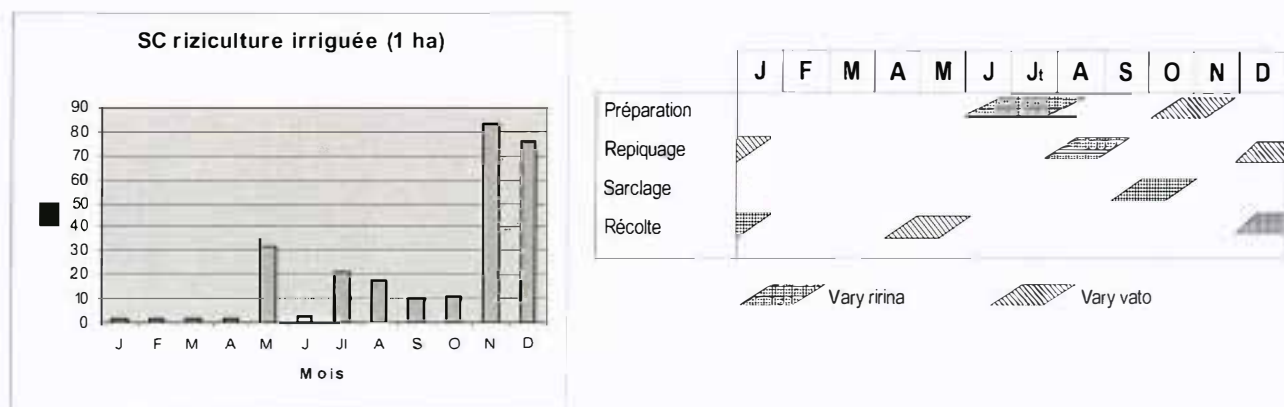 SC riziculture irriguée (1 ha)
90
80
70
60
50
40
30
20
10
0
J F M A M J Jl A S O N D
Mois
J F M A M J Jt A S O N D
Préparation
Repiquage
Sarclage
Récolte
Vary ririna
Vary vato